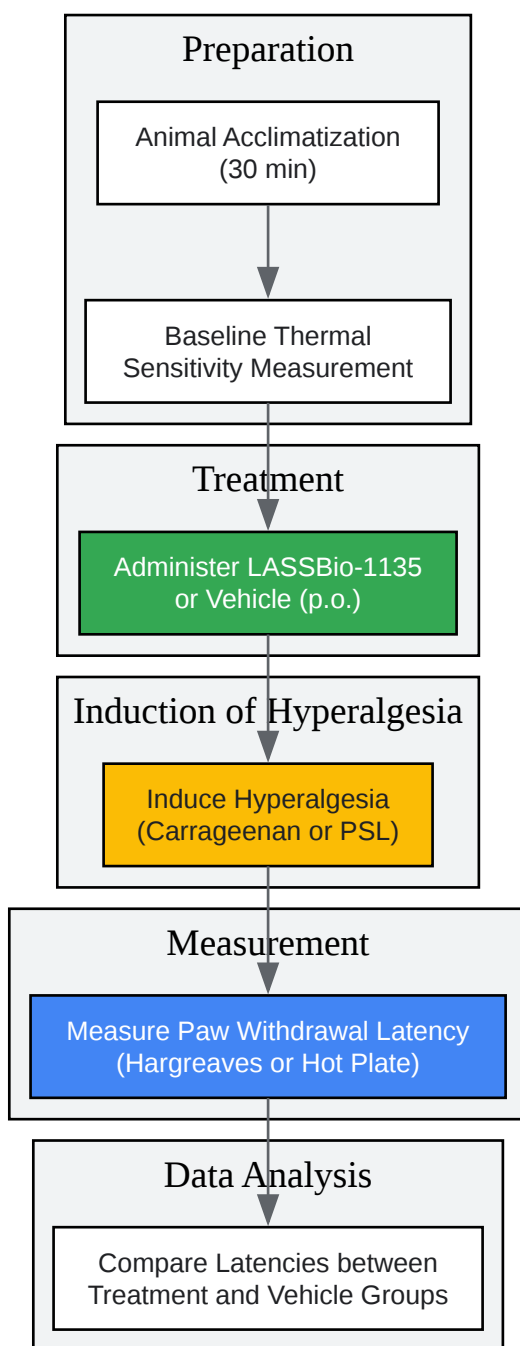 Preparation
Animal Acclimatization
(30 min)
Baseline Thermal
Sensitivity Measurement
Treatment
Administer LASSBio-1135
or Vehicle (p.o.)
Induction of Hyperalgesia
Induce Hyperalgesia
(Carrageenan or PSL)
Measurement
Measure Paw Withdrawal Latency
(Hargreaves or Hot Plate)
Data Analysis
Compare Latencies between
Treatment and Vehicle Groups